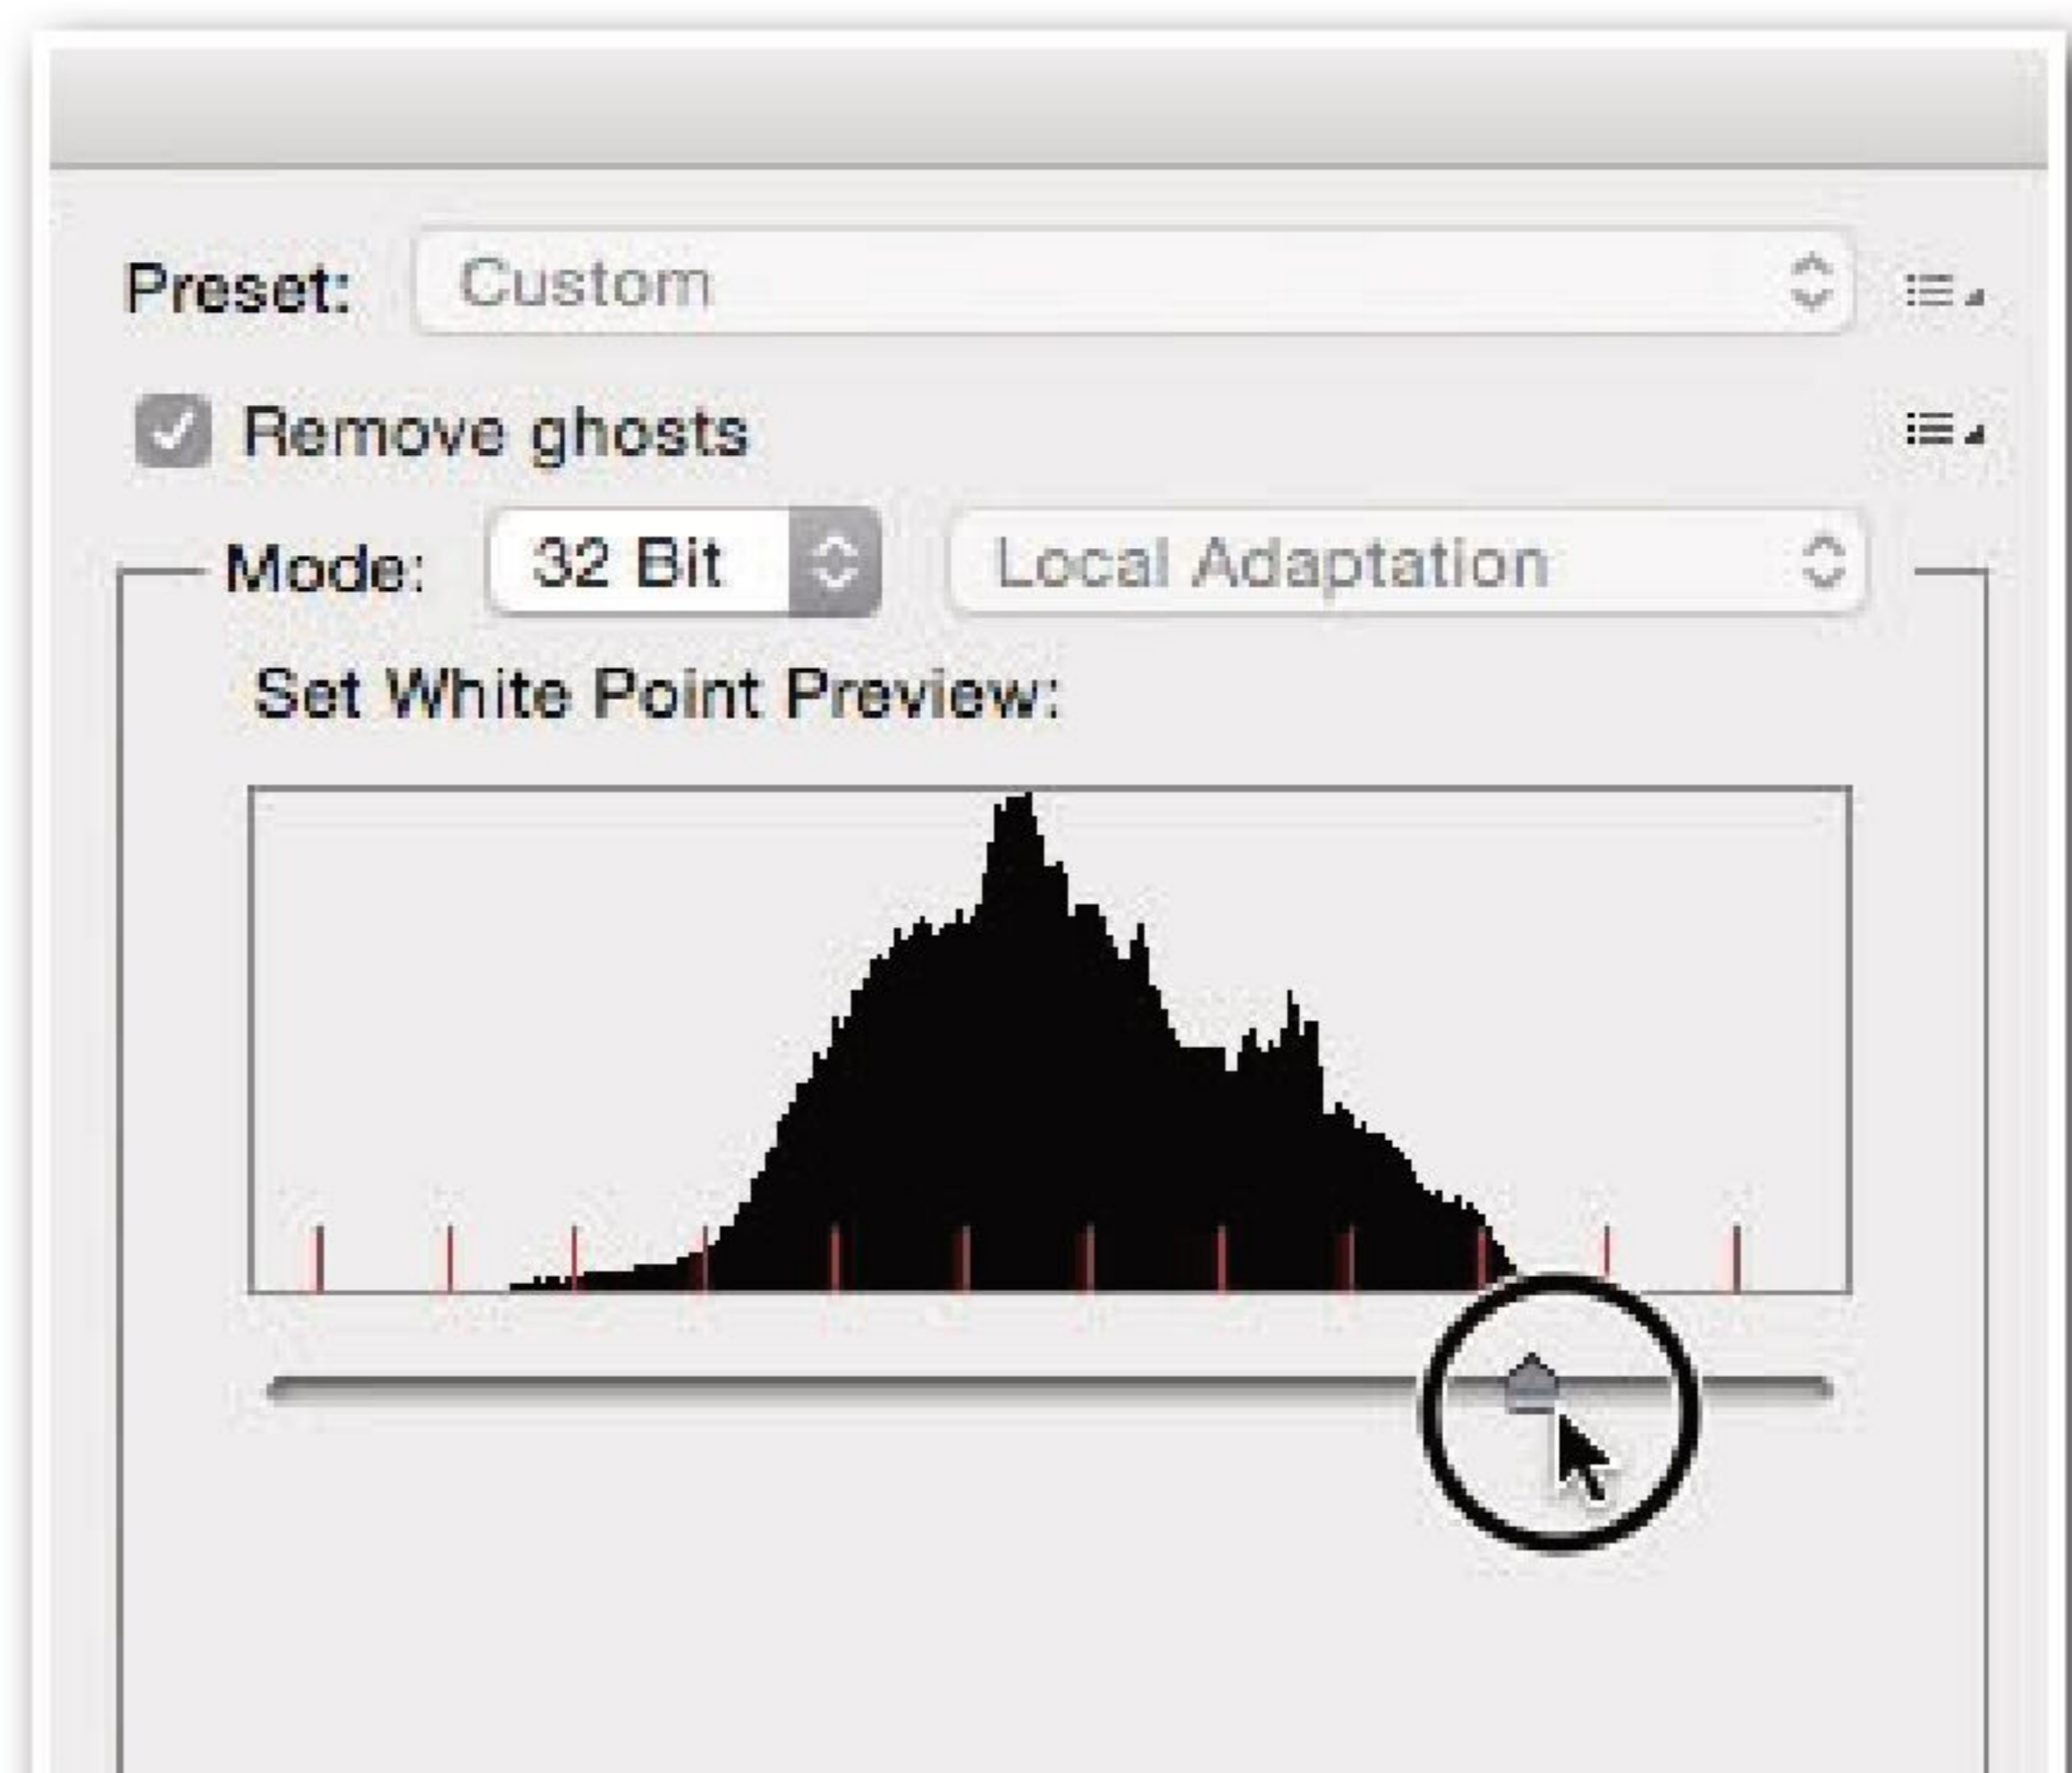 Preset: Custom
Remove ghosts
Mode: 32 Bit Local Adaptation
Set White Point Preview: